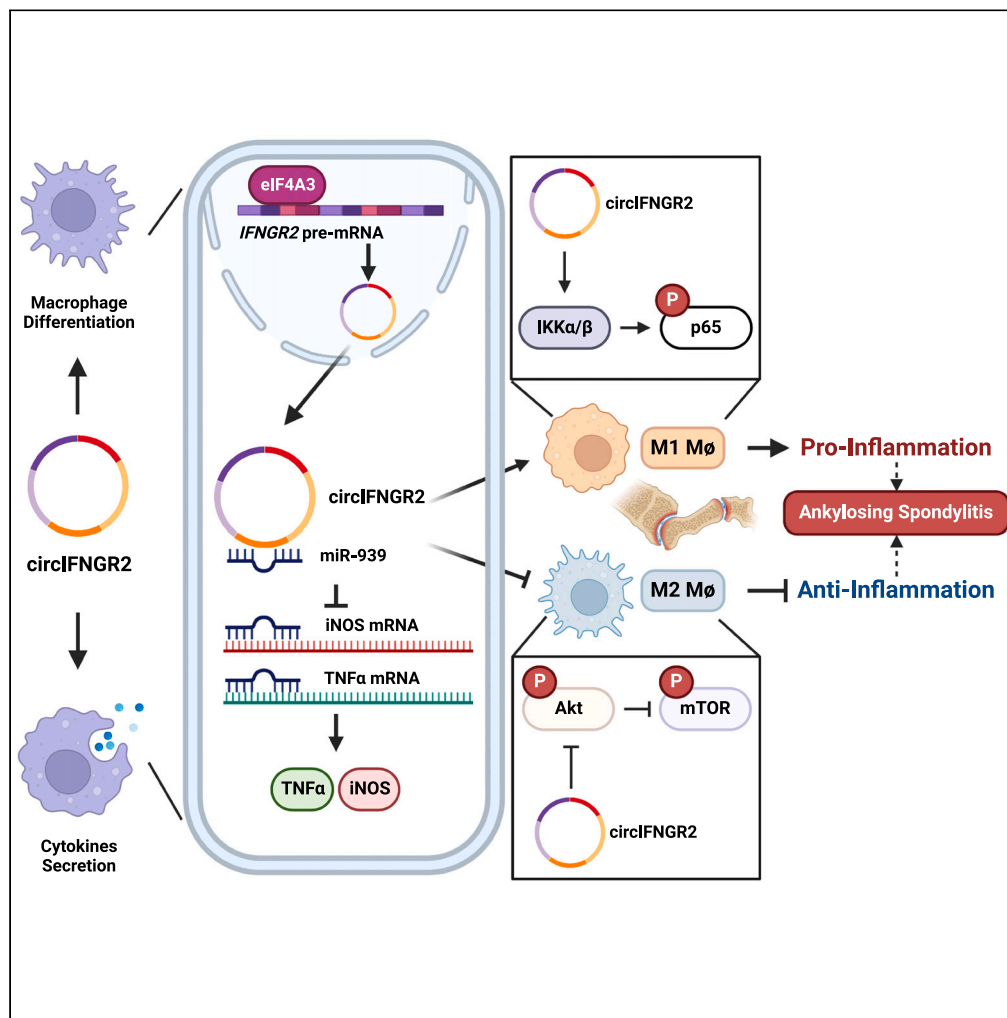 Macrophage
Differentiation
circIFNGR2
Cytokines
Secretion
eIF4A3
IFNGR2 pre-mRNA
circIFNGR2
miR-939
iNOS mRNA
TNFα mRNA
TNFα
iNOS
circIFNGR2
IKKα/β
P
p65
M1 Mø
Pro-Inflammation
Ankylosing Spondylitis
M2 Mø
Anti-Inflammation
P
Akt
P
mTOR
circIFNGR2